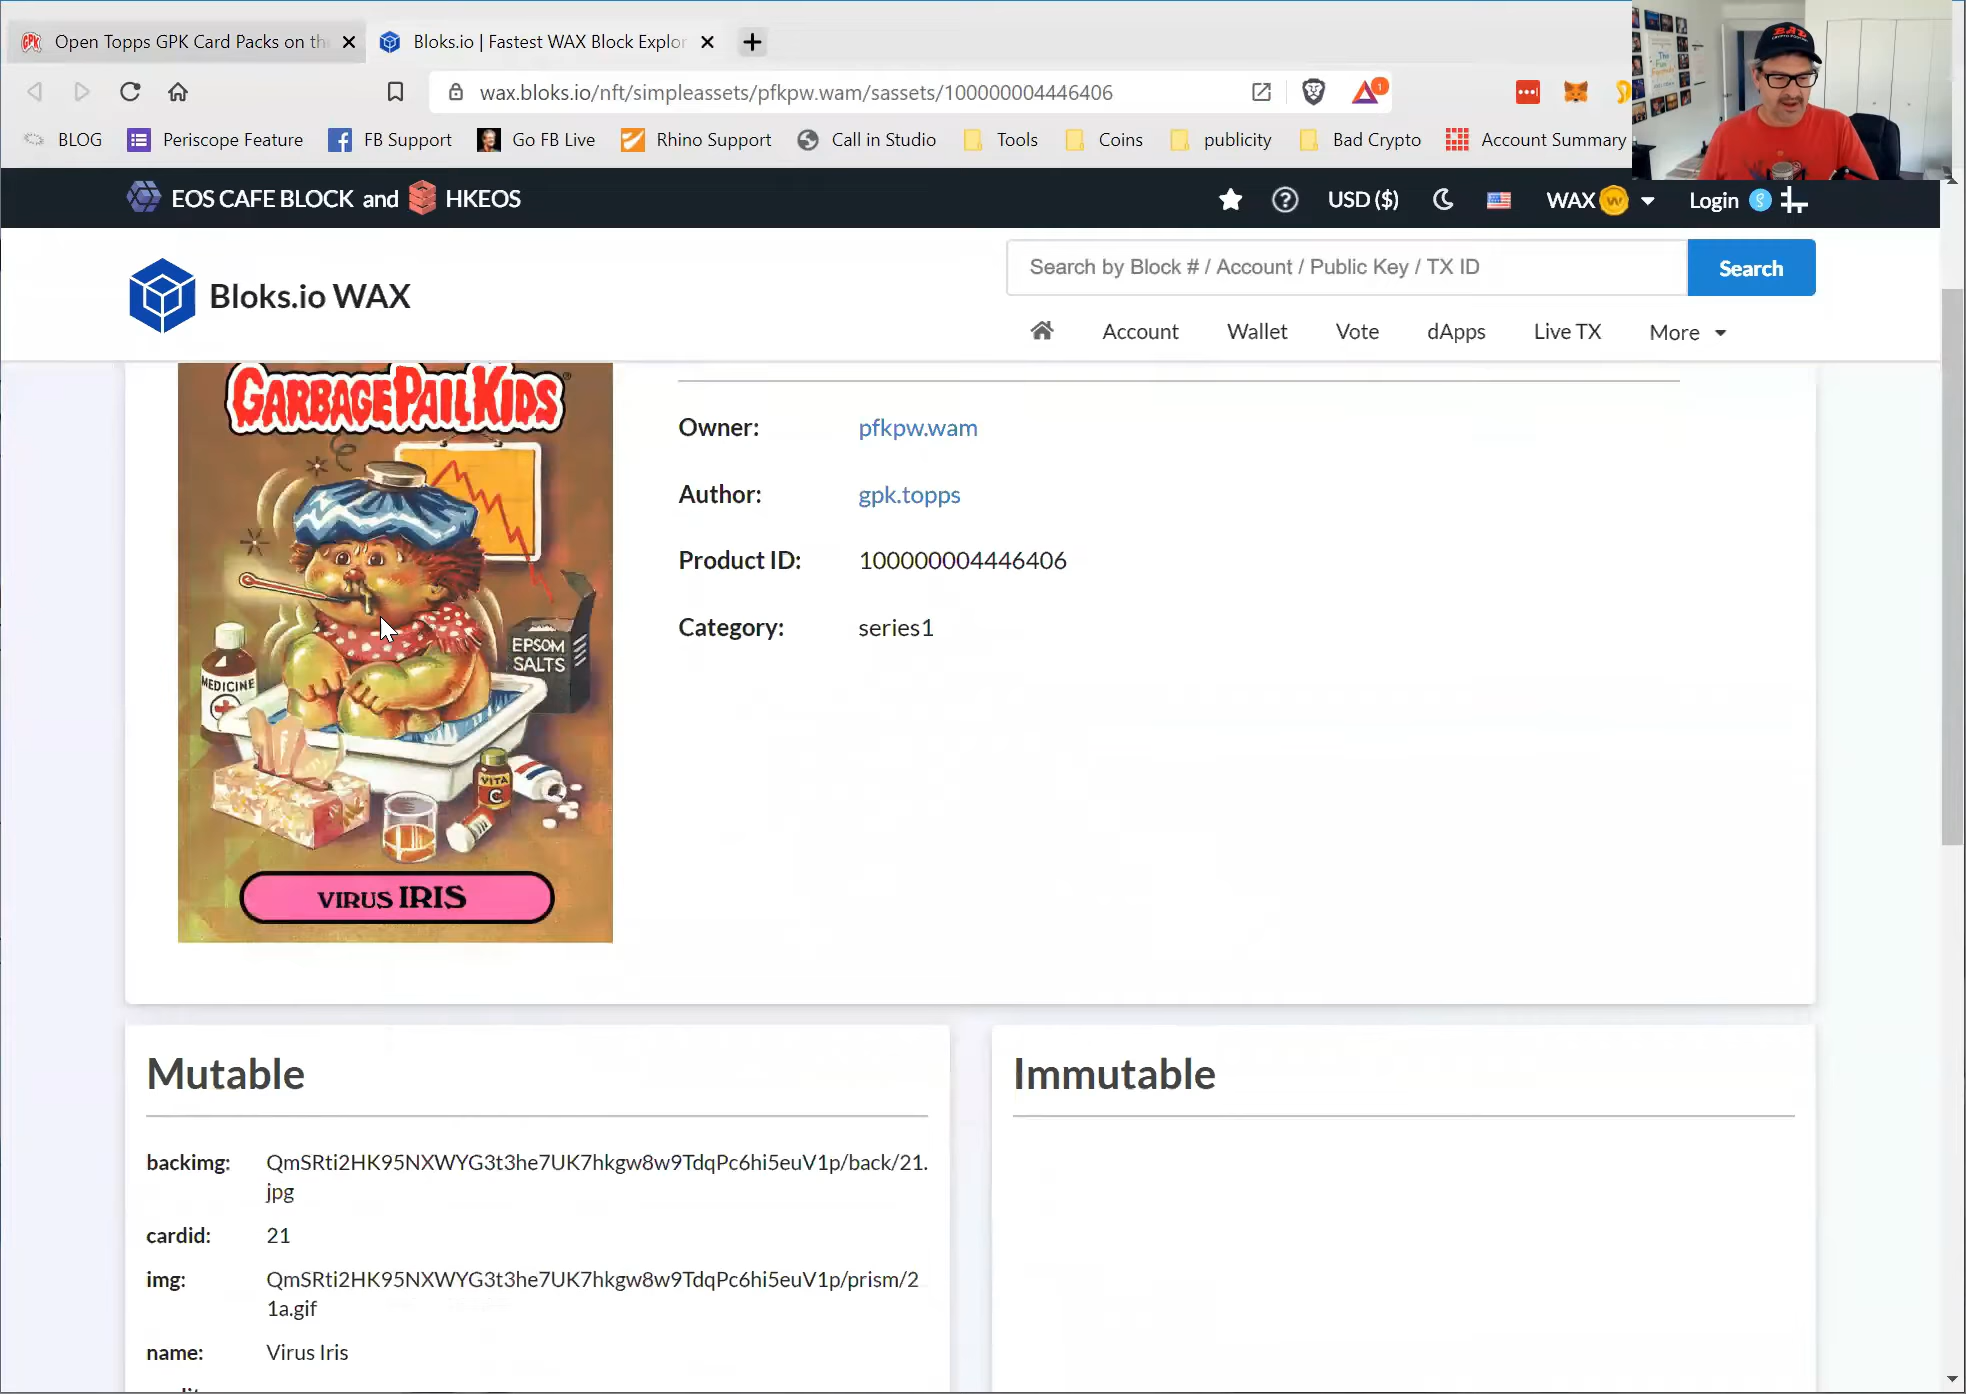 GPK Open Topps GPK Card Packs on th
Bloks.io | Fastest WAX Block Explor
wax.bloks.io/nft/simpleassets/pfkpw.wam/sassets/100000004446406
1
BLOG Periscope Feature FB Support Go FB Live Rhino Support Call in Studio Tools Coins publicity Bad Crypto Account Summary
BAD
EOS CAFE BLOCK and HKEOS
USD ($) WAX W Login
Bloks.io WAX
Search by Block # / Account / Public Key / TX ID
Search
Account Wallet Vote dApps Live TX More
GARBAGE PAIL KIDS®
EPSOM
SALTS
MEDICINE
VITA
C
VIRUS IRIS
Owner: pfkpw.wam
Author: gpk.topps
Product ID: 100000004446406
Category: series1
Mutable
backimg: QmSRti2HK95NXWYG3t3he7UK7hkgw8w9TdqPc6hi5euV1p/back/21.
jpg
cardid: 21
img: QmSRti2HK95NXWYG3t3he7UK7hkgw8w9TdqPc6hi5euV1p/prism/2
1a.gif
name: Virus Iris
Immutable